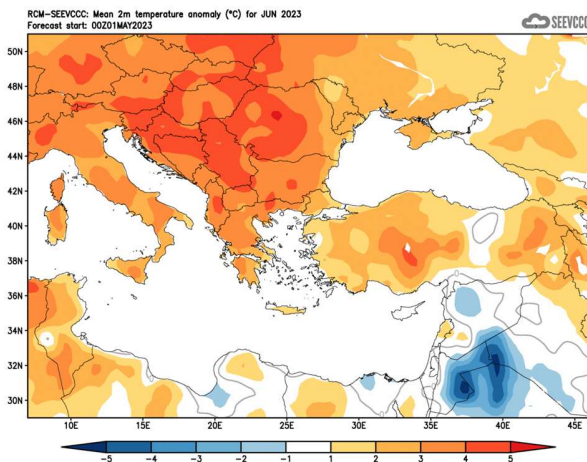 RCM-SEEVCCC: Mean 2m temperature anomaly (°C) for JUN 2023
Forecast start: 00Z01MAY2023
SEEVCCC
50N
48N
46N
44N
42N
40N
38N
36N
34N
32N
30N
10E 15E 20E 25E 30E 35E 40E 45E
-5 -4 -3 -2 -1 1 2 3 4 5